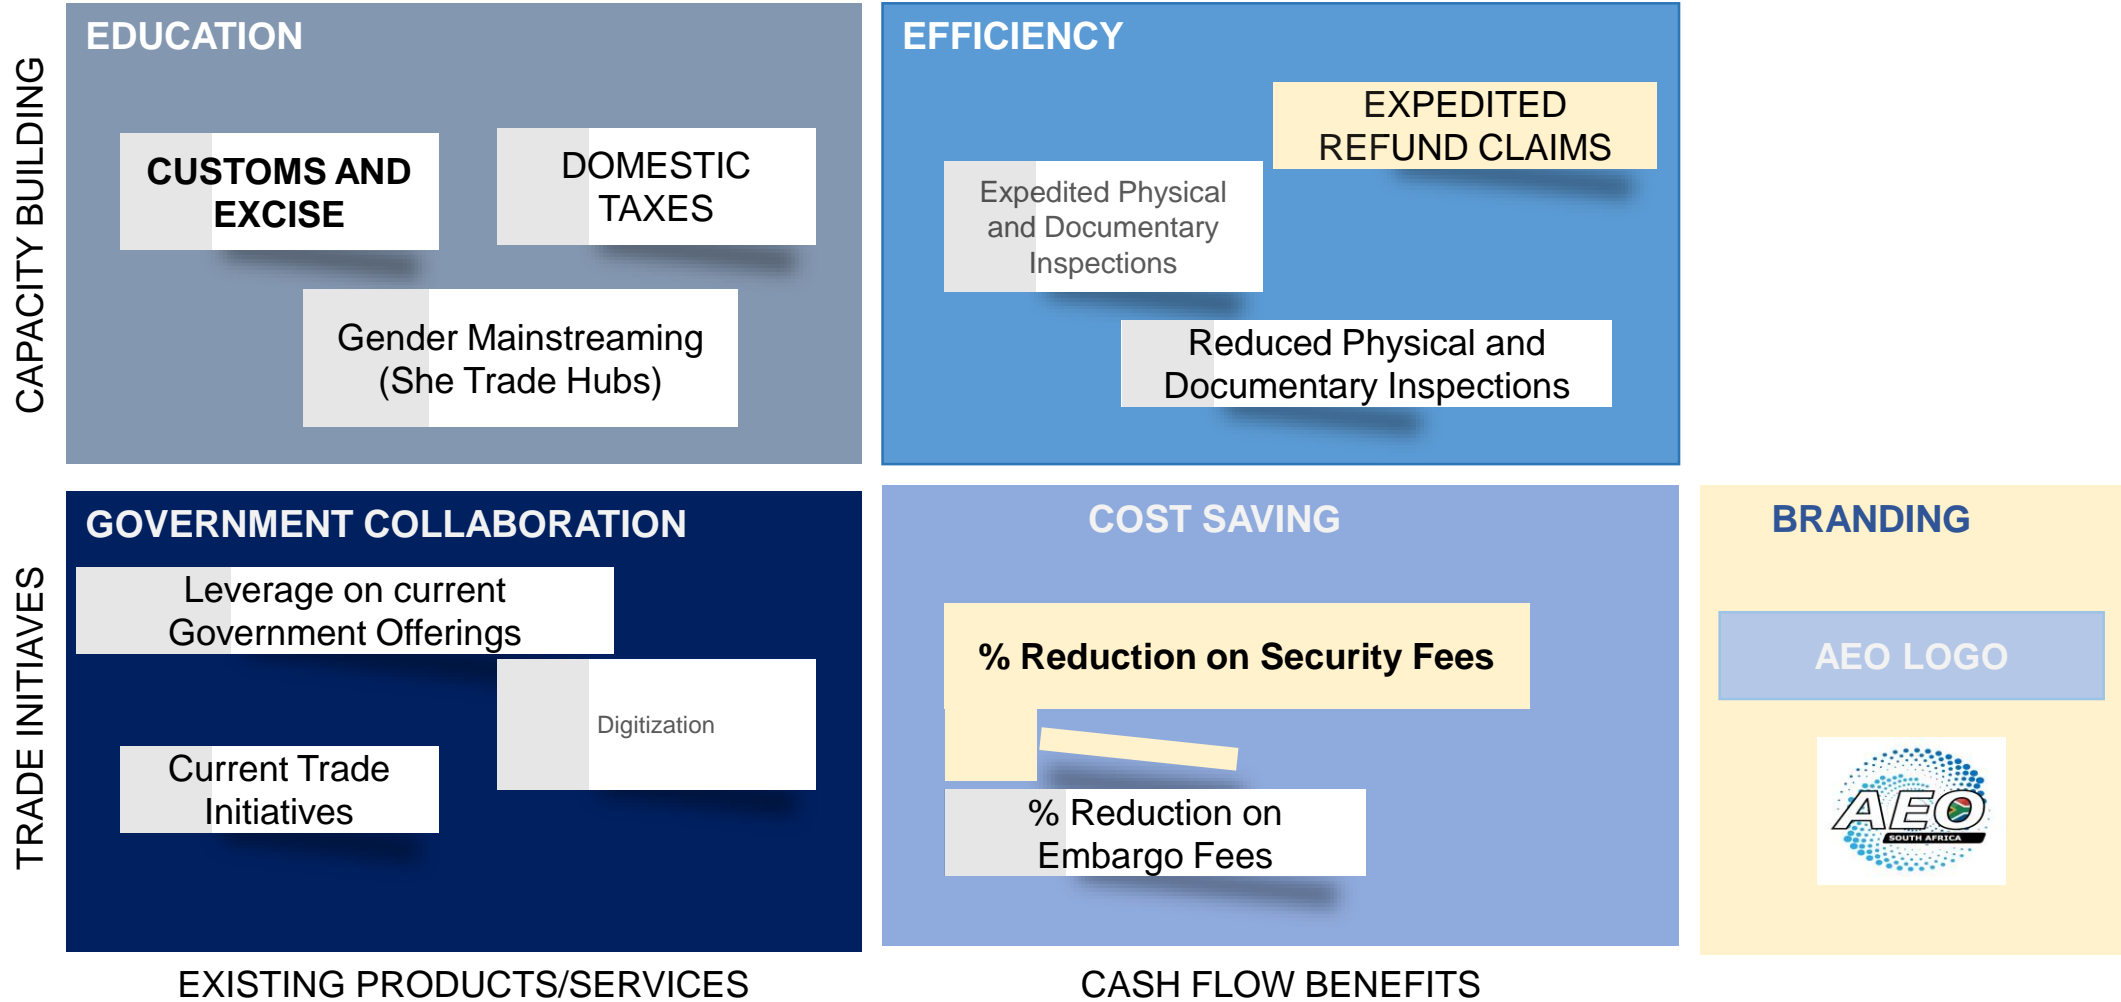 CAPACITY BUILDING
EDUCATION
CUSTOMS AND
EXCISE
DOMESTIC
TAXES
Gender Mainstreaming
(She Trade Hubs)
EFFICIENCY
EXPEDITED
REFUND CLAIMS
Expedited Physical
and Documentary
Inspections
Reduced Physical and
Documentary Inspections
TRADE INITIAVES
GOVERNMENT COLLABORATION
Leverage on current
Government Offerings
Digitization
Current Trade
Initiatives
COST SAVING
% Reduction on Security Fees
% Reduction on
Embargo Fees
BRANDING
AEO LOGO
AEO
SOUTH AFRICA
EXISTING PRODUCTS/SERVICES
CASH FLOW BENEFITS